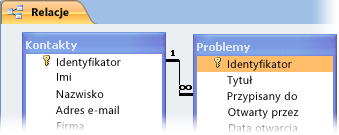 Relacje
Kontakty
Identyfikator
Imi
Nazwisko
Adres e-mail
Firma
1
∞
Problemy
Identyfikator
Tytuł
Przypisany do
Otwarty przez
Data otwarcia